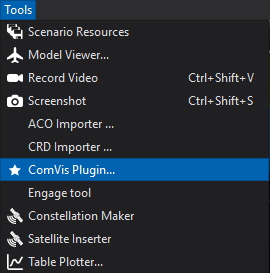 Tools
Scenario Resources
Model Viewer...
Record Video Ctrl+Shift+V
Screenshot Ctrl+Shift+S
ACO Importer ...
CRD Importer ...
ComVis Plugin...
Engage tool
Constellation Maker
Satellite Inserter
Table Plotter...